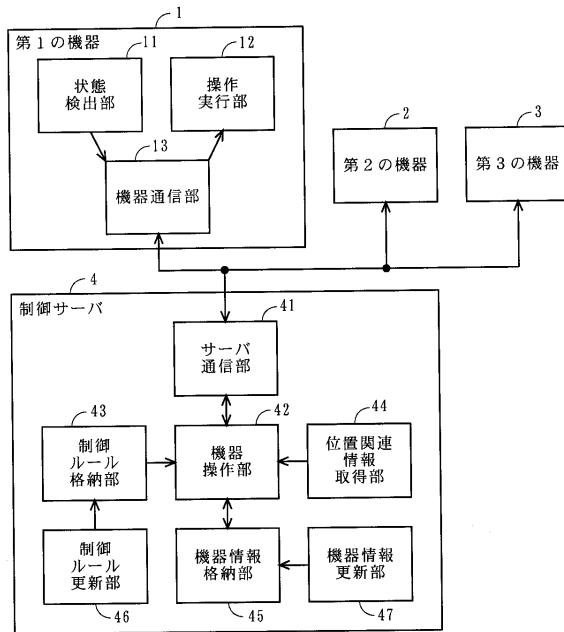 1
第１の機器
11
12
状態
検出部
操作
実行部
13
機器通信部
2
第２の機器
3
第３の機器
4
制御サーバ
41
サーバ
通信部
43
42
44
制御
ルール
格納部
機器
操作部
位置関連
情報
取得部
制御
ルール
更新部
機器情報
格納部
機器情報
更新部
46
45
47